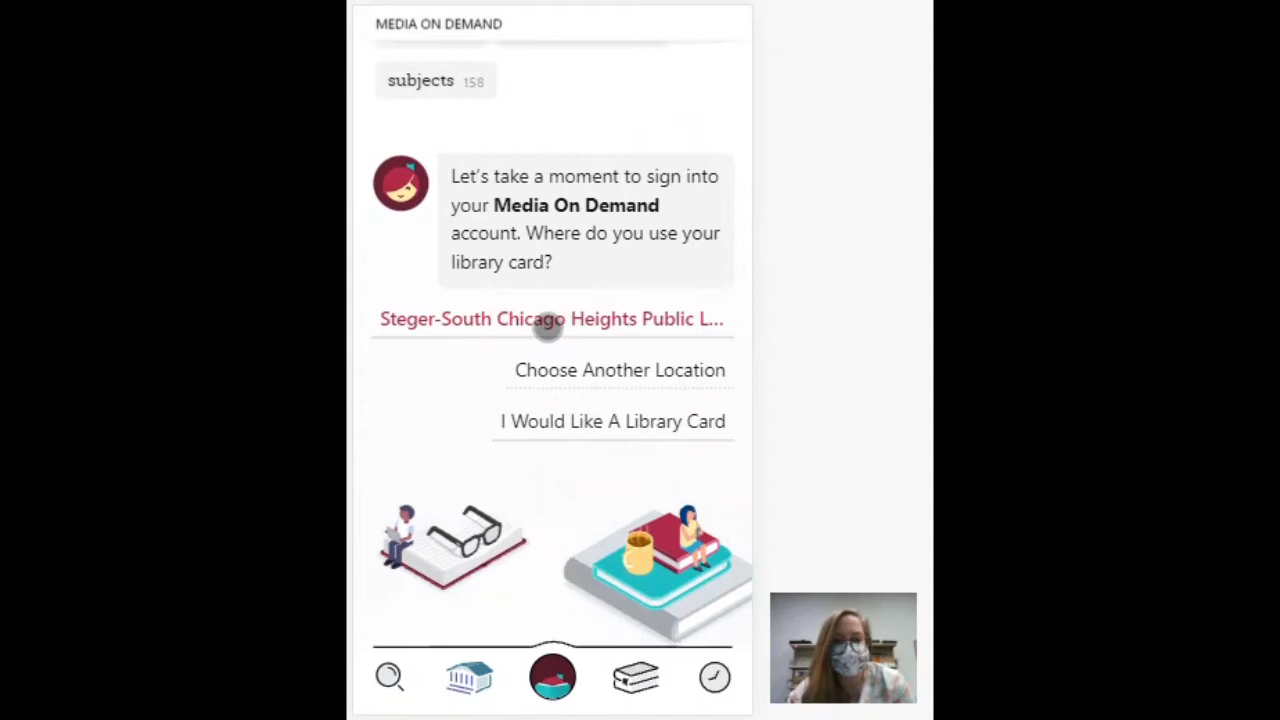 MEDIA ON DEMAND
subjects 158
Let's take a moment to sign into
your Media On Demand
account. Where do you use your
library card?
Steger-South Chicago Heights Public L...
Choose Another Location
I Would Like A Library Card